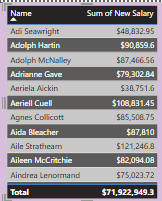 Name Sum of New Salary
Adi Seawright $48,832.95
Adolph Hartin $90,859.6
Adolph McNalley $87,466.56
Adrianne Gave $79,302.84
Aeriela Aickin $38,751.6
Aeriell Cuell $108,831.45
Agnes Collicott $85,508.75
Aida Bleacher $87,810
Aile Strathearn $121,246.8
Aileen McCritchie $82,094.08
Aindrea Lenormand $75,023.72
Total $71,922,949.3